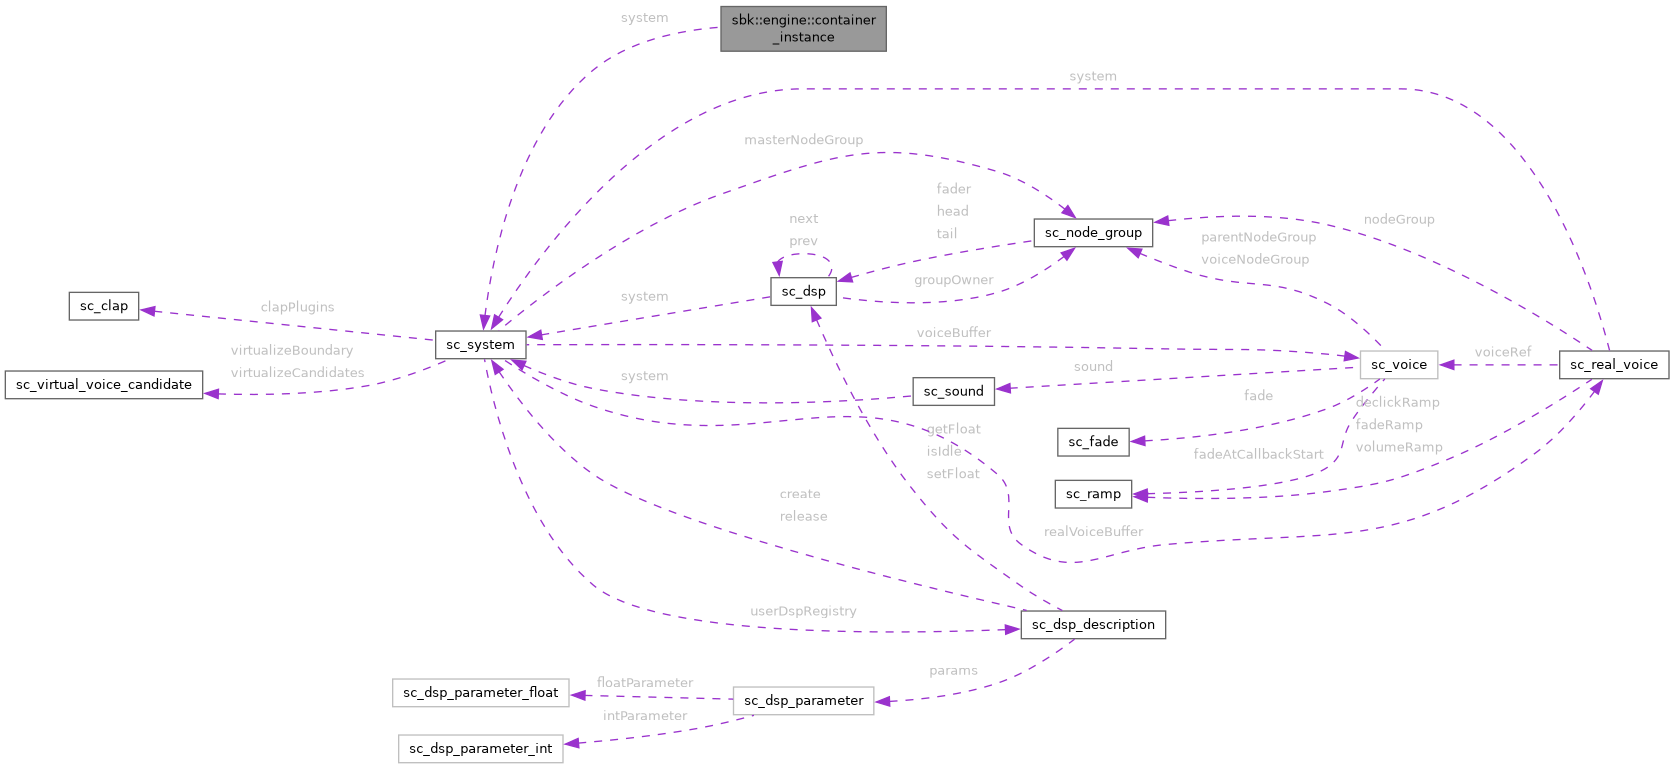 system
sbk::engine::container
_instance
system
masterNodeGroup
fader
head
tail
next
prev
sc_node_group
nodeGroup
parentNodeGroup
voiceNodeGroup
groupOwner
sc_dsp
system
sc_clap
clapPlugins
sc_system
voiceBuffer
virtualizeBoundary
virtualizeCandidates
sc_virtual_voice_candidate
system
sc_sound
sound
sc_voice
voiceRef
sc_real_voice
fade
declickRamp
fadeRamp
volumeRamp
sc_fade
getFloat
isIdle
setFloat
fadeAtCallbackStart
sc_ramp
create
release
realVoiceBuffer
userDspRegistry
sc_dsp_description
params
sc_dsp_parameter_float
floatParameter
sc_dsp_parameter
intParameter
sc_dsp_parameter_int